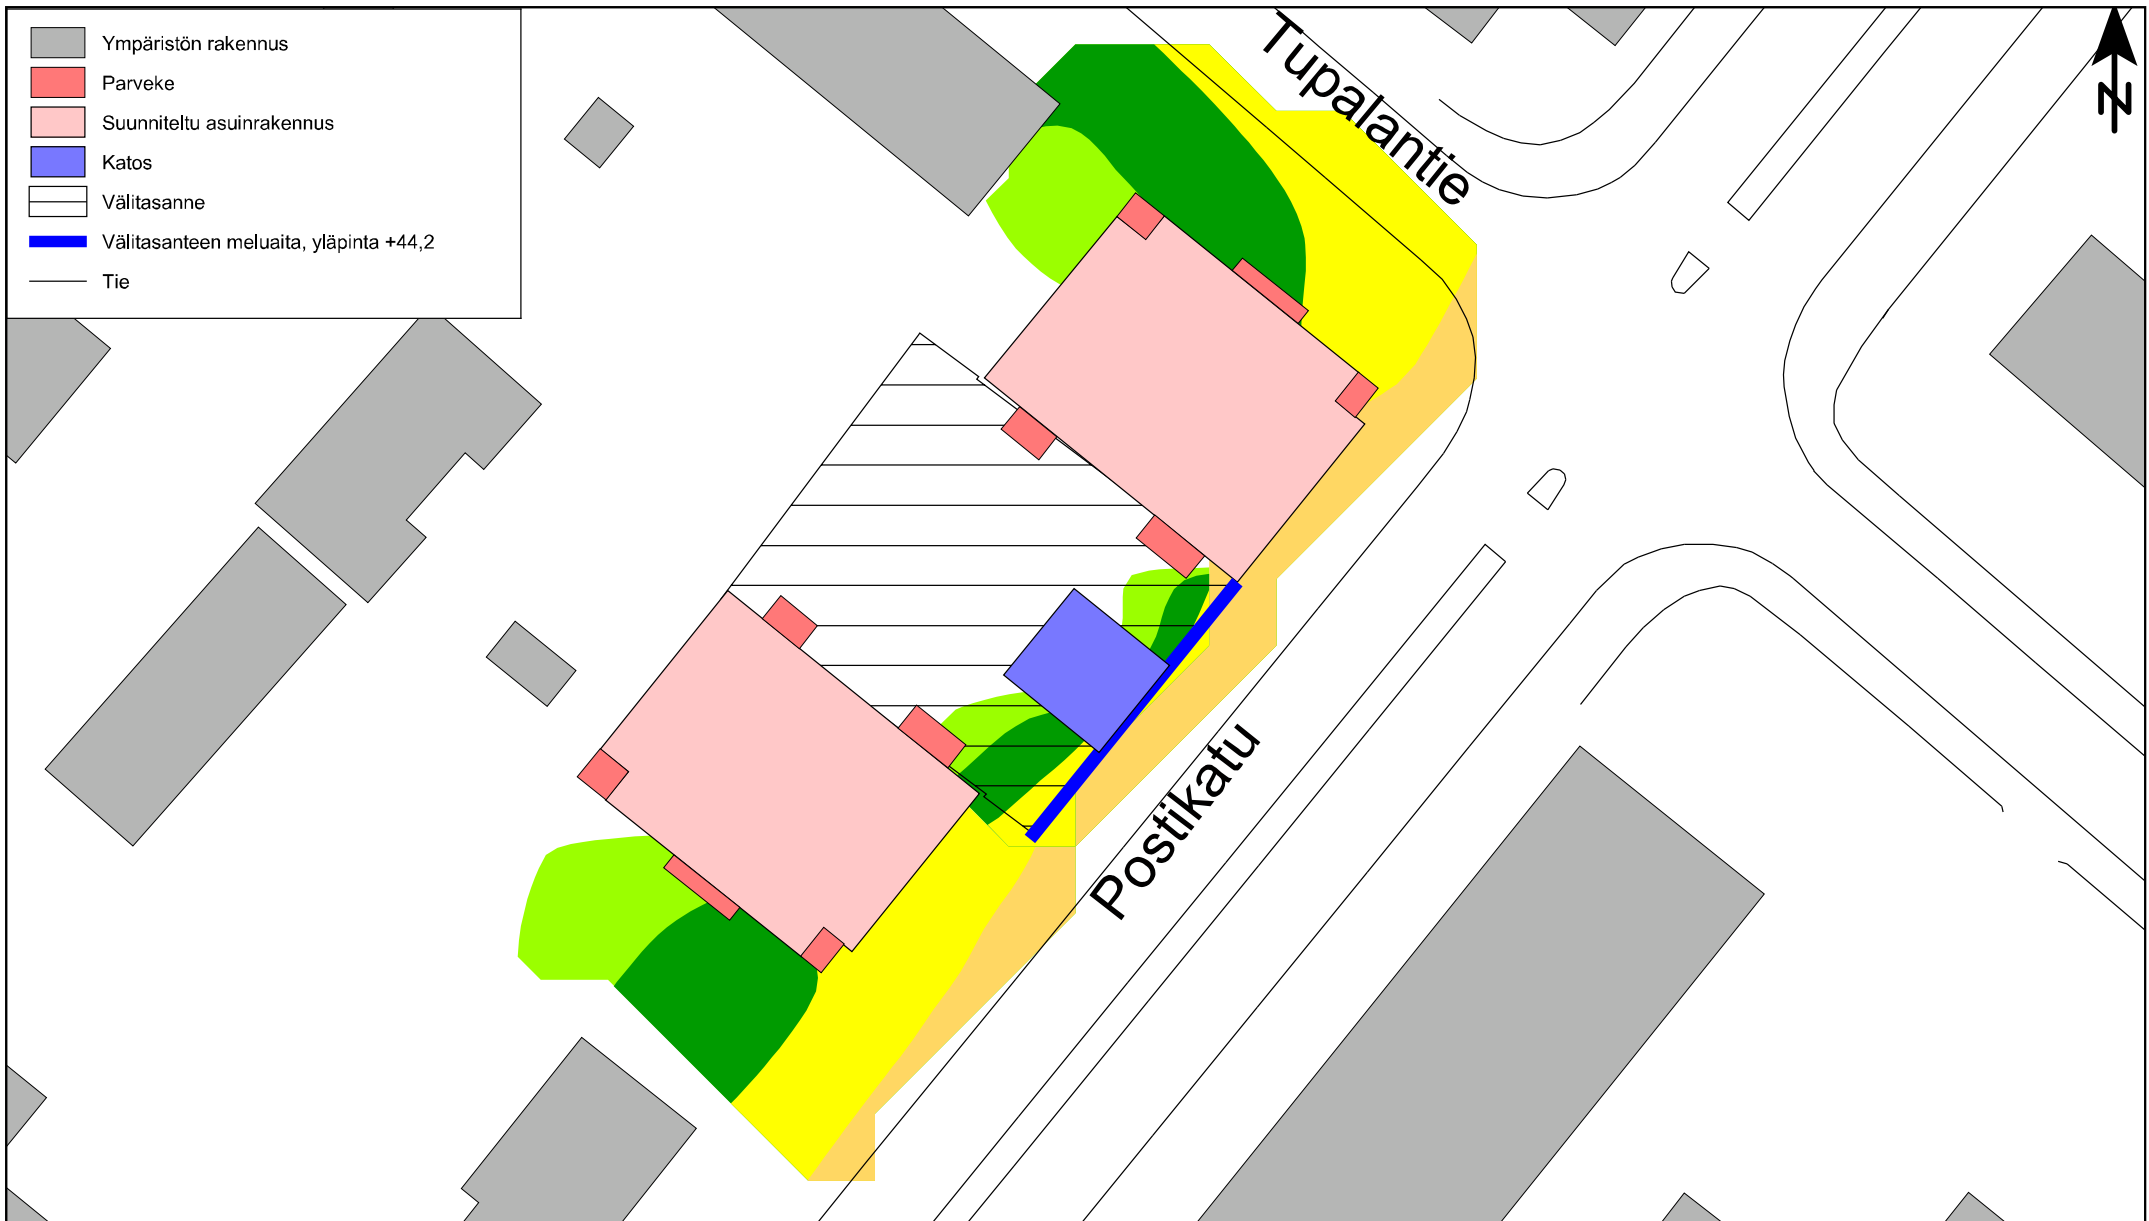 Ympäristön rakennus
Parveke
Suunniteltu asuinrakennus
Katos
Välitasanne
Välitasanteen meluaita, yläpinta +44,2
Tie
Tupalantie
N
Postikatu